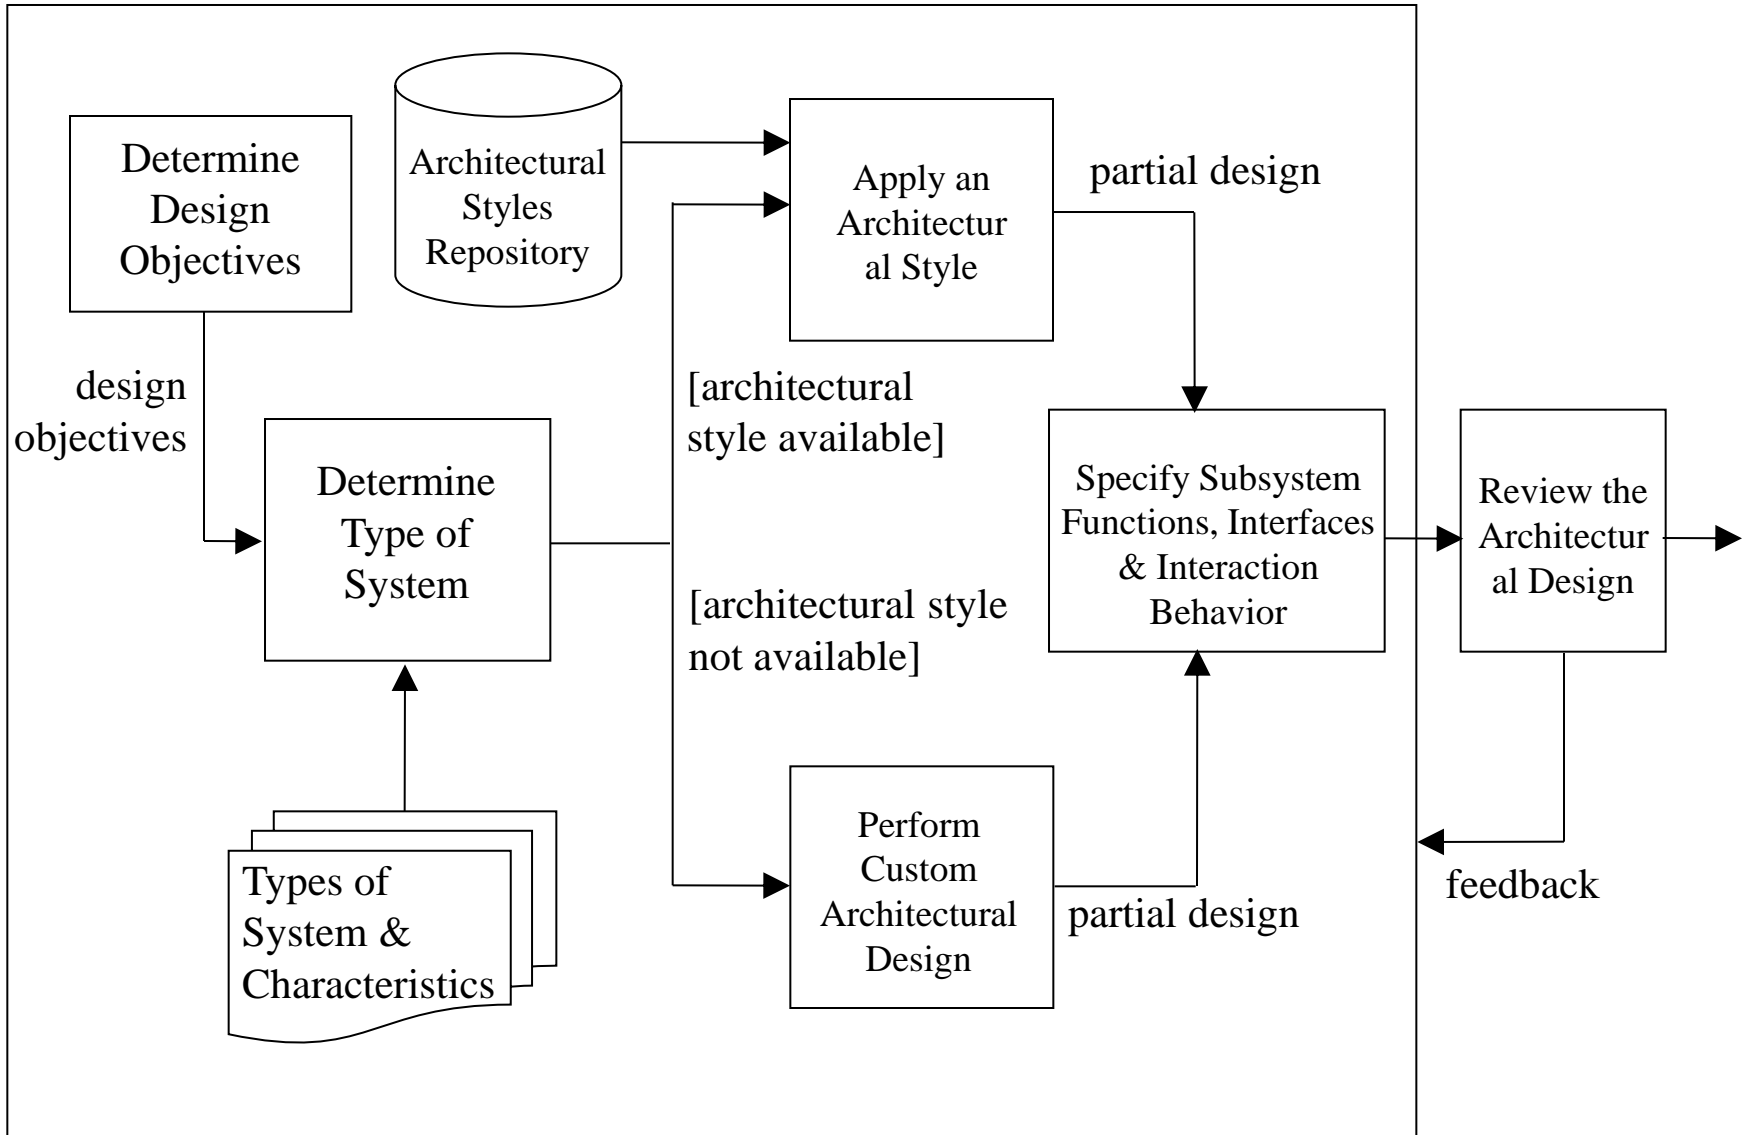 Determine
Design
Objectives
Architectural
Styles
Repository
Apply an
Architectur
al Style
partial design
design
objectives
[architectural
style available]
Determine
Type of
System
Specify Subsystem
Functions, Interfaces
& Interaction
Behavior
Review the
Architectur
al Design
[architectural style
not available]
Types of
System &
Characteristics
Perform
Custom
Architectural
Design
partial design
feedback